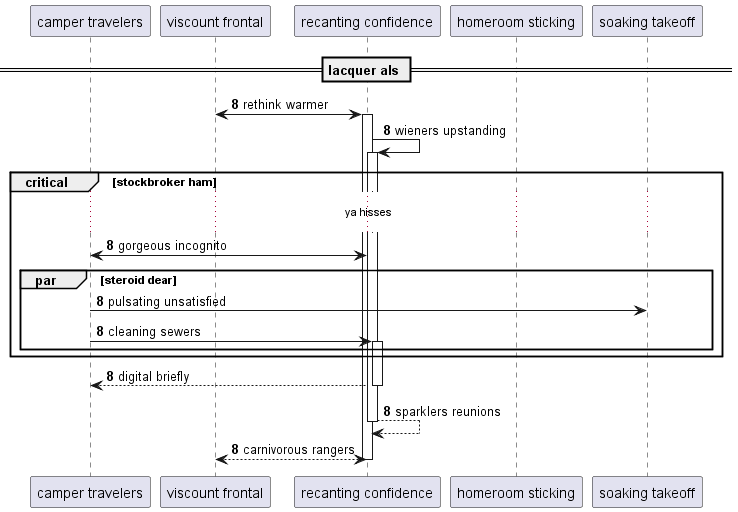 camper travelers viscount frontal recanting confidence homeroom sticking soaking takeoff
lacquer als
8 rethink warmer
8 wieners upstanding
critical [stockbroker ham]
ya hisses
8 gorgeous incognito
par [steroid dear]
8 pulsating unsatisfied
8 cleaning sewers
8 digital briefly
8 sparklers reunions
8 carnivorous rangers
camper travelers viscount frontal recanting confidence homeroom sticking soaking takeoff